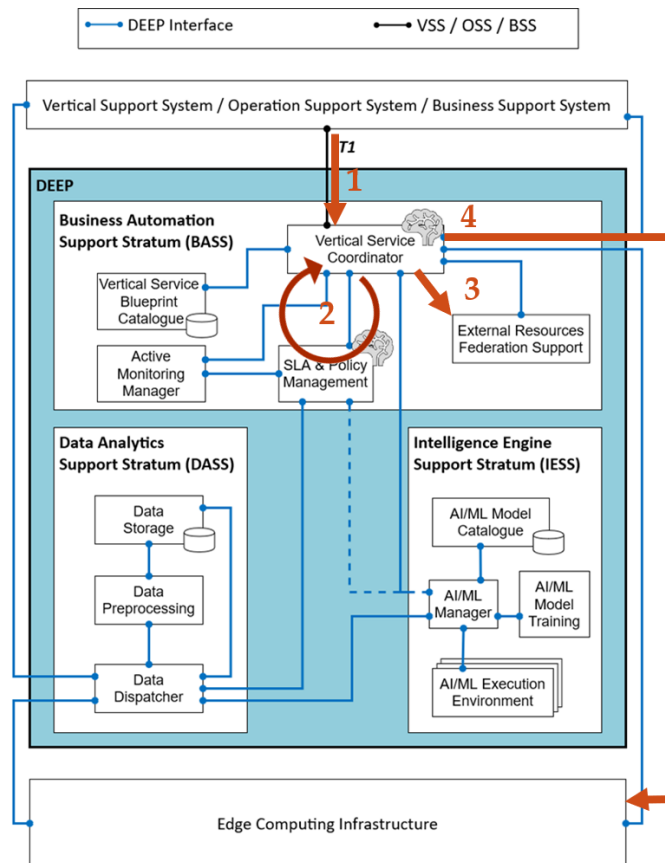 DEEP Interface
VSS / OSS / BSS
Vertical Support System / Operation Support System / Business Support System
T1
1
DEEP
Business Automation
Support Stratum (BASS)
4
Vertical Service
Coordinator
3
Vertical Service
Blueprint
Catalogue
2
External Resources
Federation Support
Active
Monitoring
Manager
SLA & Policy
Management
Data Analytics
Support Stratum (DASS)
Intelligence Engine
Support Stratum (IESS)
Data
Storage
AI/ML Model
Catalogue
Data
Preprocessing
AI/ML
Manager
AI/ML
Model
Training
Data
Dispatcher
AI/ML Execution
Environment
Edge Computing Infrastructure